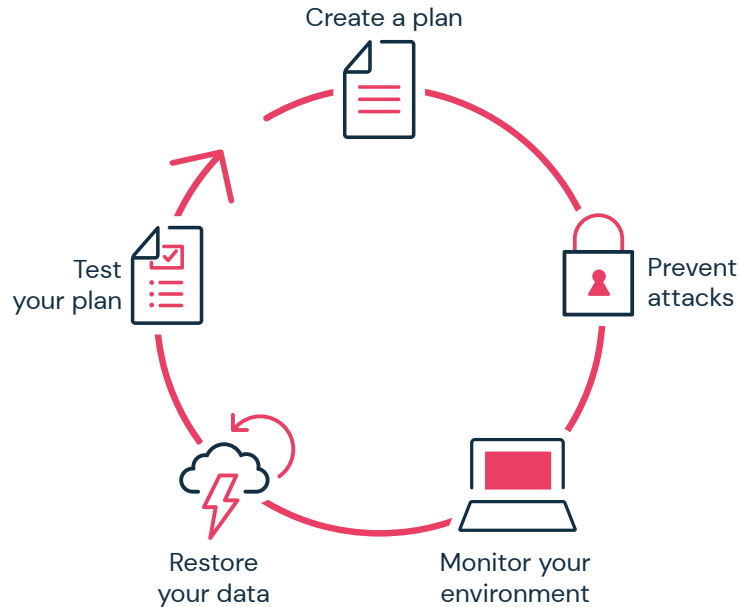 Create a plan
Prevent
attacks
Monitor your
environment
Restore
your data
Test
your plan